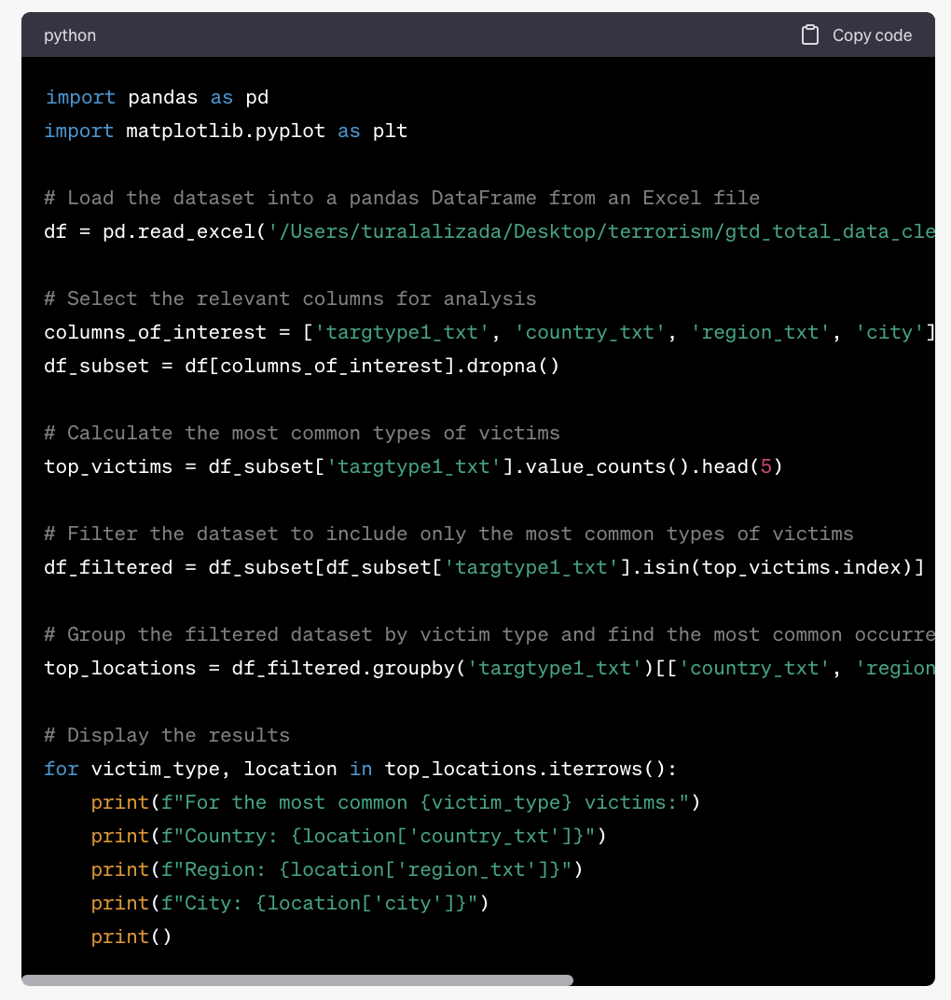 python
Copy code
import pandas as pd
import matplotlib.pyplot as plt
# Load the dataset into a pandas DataFrame from an Excel file
df = pd.read_excel('/Users/turalalizada/Desktop/terrorism/gtd_total_data_cle
# Select the relevant columns for analysis
columns_of_interest = ['targtype1_txt', 'country_txt', 'region_txt', 'city']
df_subset = df[columns_of_interest].dropna()
# Calculate the most common types of victims
top_victims = df_subset['targtype1_txt'].value_counts().head(5)
# Filter the dataset to include only the most common types of victims
df_filtered = df_subset[df_subset['targtype1_txt'].isin(top_victims.index)]
# Group the filtered dataset by victim type and find the most common occurre
top_locations = df_filtered.groupby('targtype1_txt')[['country_txt', 'region
# Display the results
for victim_type, location in top_locations.iterrows():
    print(f"For the most common {victim_type} victims:")
    print(f"Country: {location['country_txt']}")
    print(f"Region: {location['region_txt']}")
    print(f"City: {location['city']}")
    print()